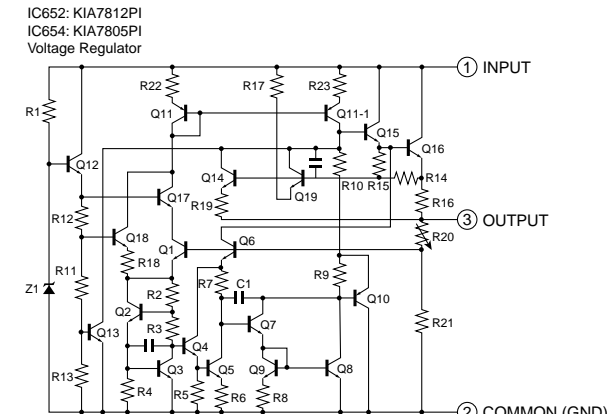 IC652: KIA7812PI
IC654: KIA7805PI
Voltage Regulator
1 INPUT
R22 R17 R23
R1
Q11 Q11-1 Q15 Q16
Q12
Q14 Q19 R10 R15 R14
Q17 R19 R16
R12
3 OUTPUT
Q18 Q1 Q6 R20
R18
R11 R9
Z1 R2 R7 C1 Q10
Q2 R3 Q7 R21
Q13 Q4
Q3 Q5 Q9 Q8
R13 R4 R5 R6 R8
2 COMMON (GND)